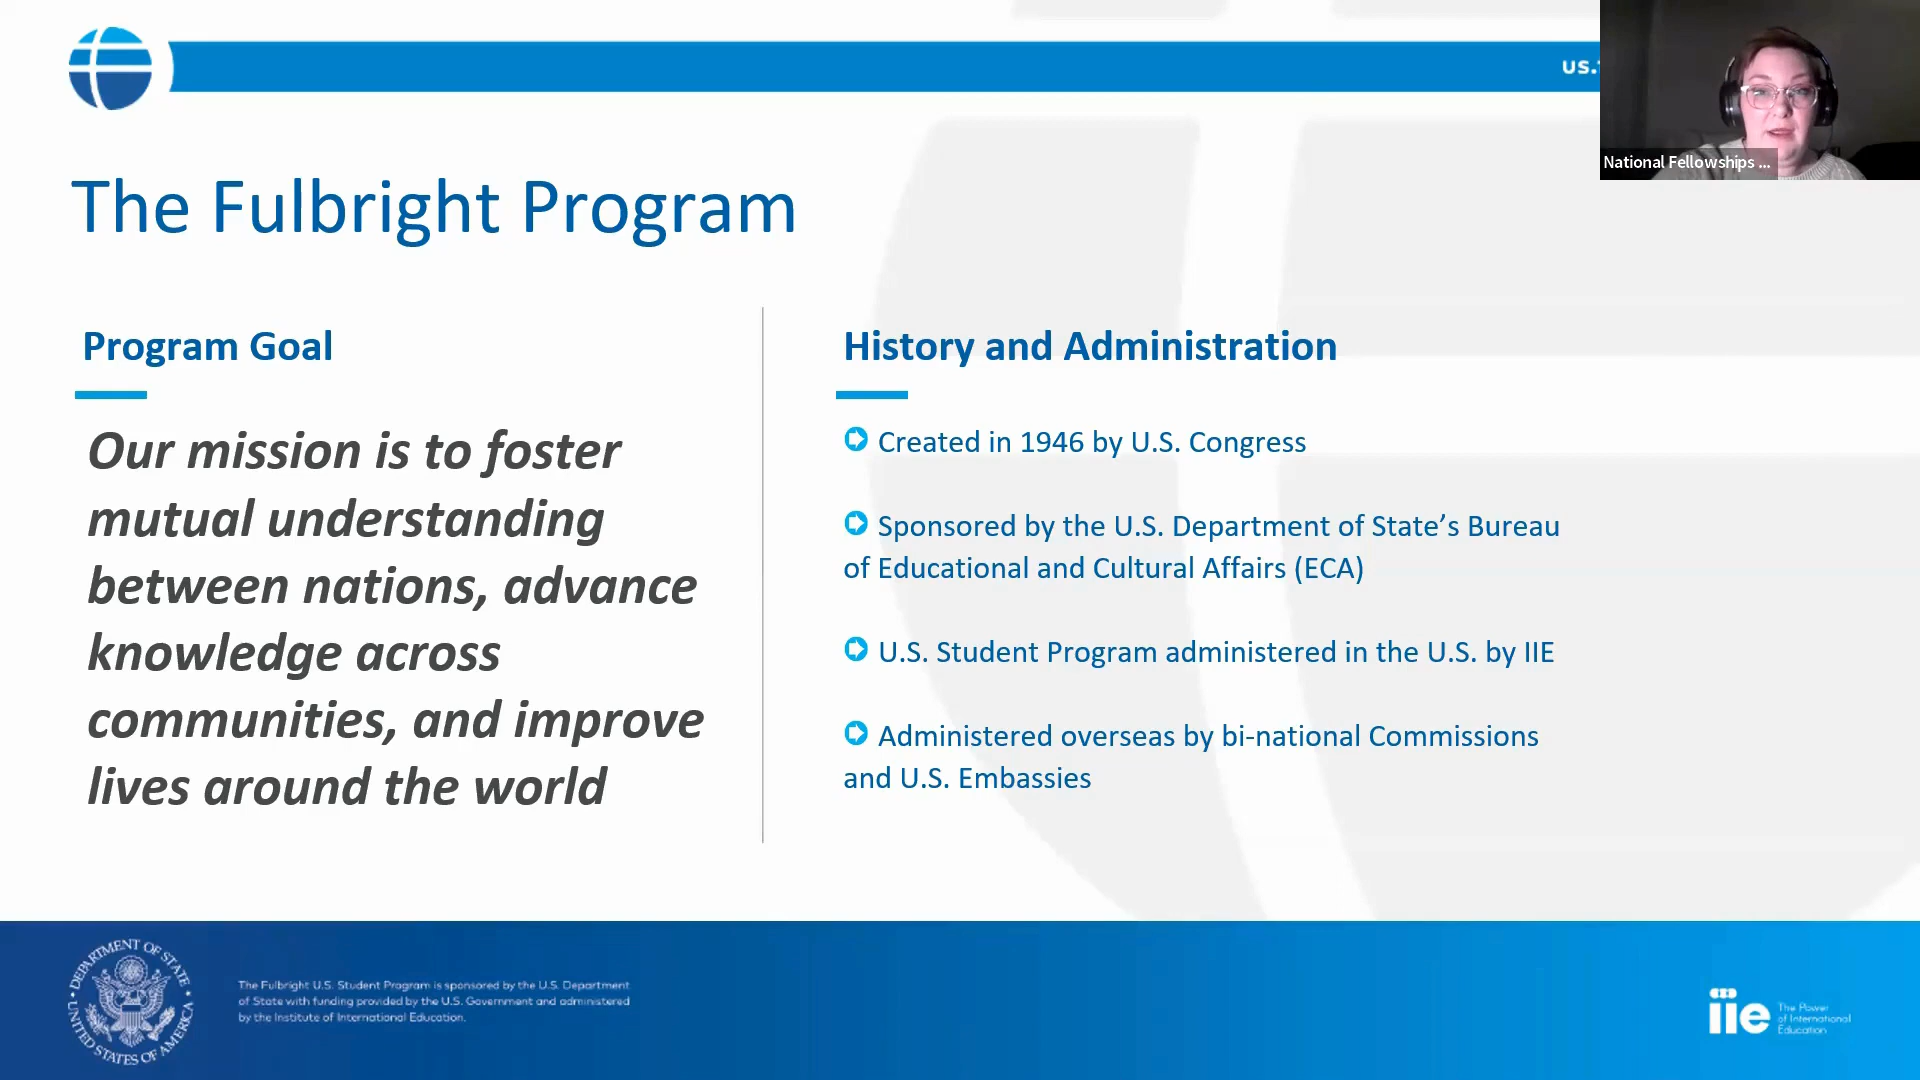 US.
National Fellowships ...
The Fulbright Program
Program Goal
Our mission is to foster
mutual understanding
between nations, advance
knowledge across
communities, and improve
lives around the world
History and Administration
Created in 1946 by U.S. Congress
Sponsored by the U.S. Department of State’s Bureau
of Educational and Cultural Affairs (ECA)
U.S. Student Program administered in the U.S. by IIE
Administered overseas by bi-national Commissions
and U.S. Embassies
DEPARTMENT OF STATE
UNITED STATES OF AMERICA
The Fulbright U.S. Student Program is sponsored by the U.S. Department
of State with funding provided by the U.S. Government and administered
by the Institute of International Education.
iie
The Power
of International
Education